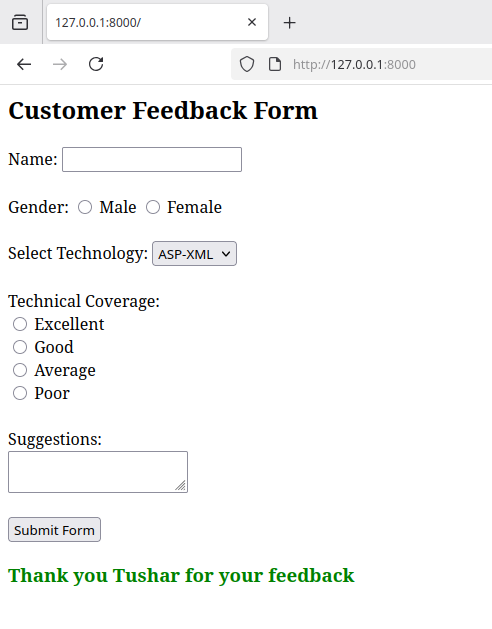 127.0.0.1:8000/
http://127.0.0.1:8000
Customer Feedback Form
Name:
Gender: Male Female
Select Technology: ASP-XML
Technical Coverage:
Excellent
Good
Average
Poor
Suggestions:
Submit Form
Thank you Tushar for your feedback